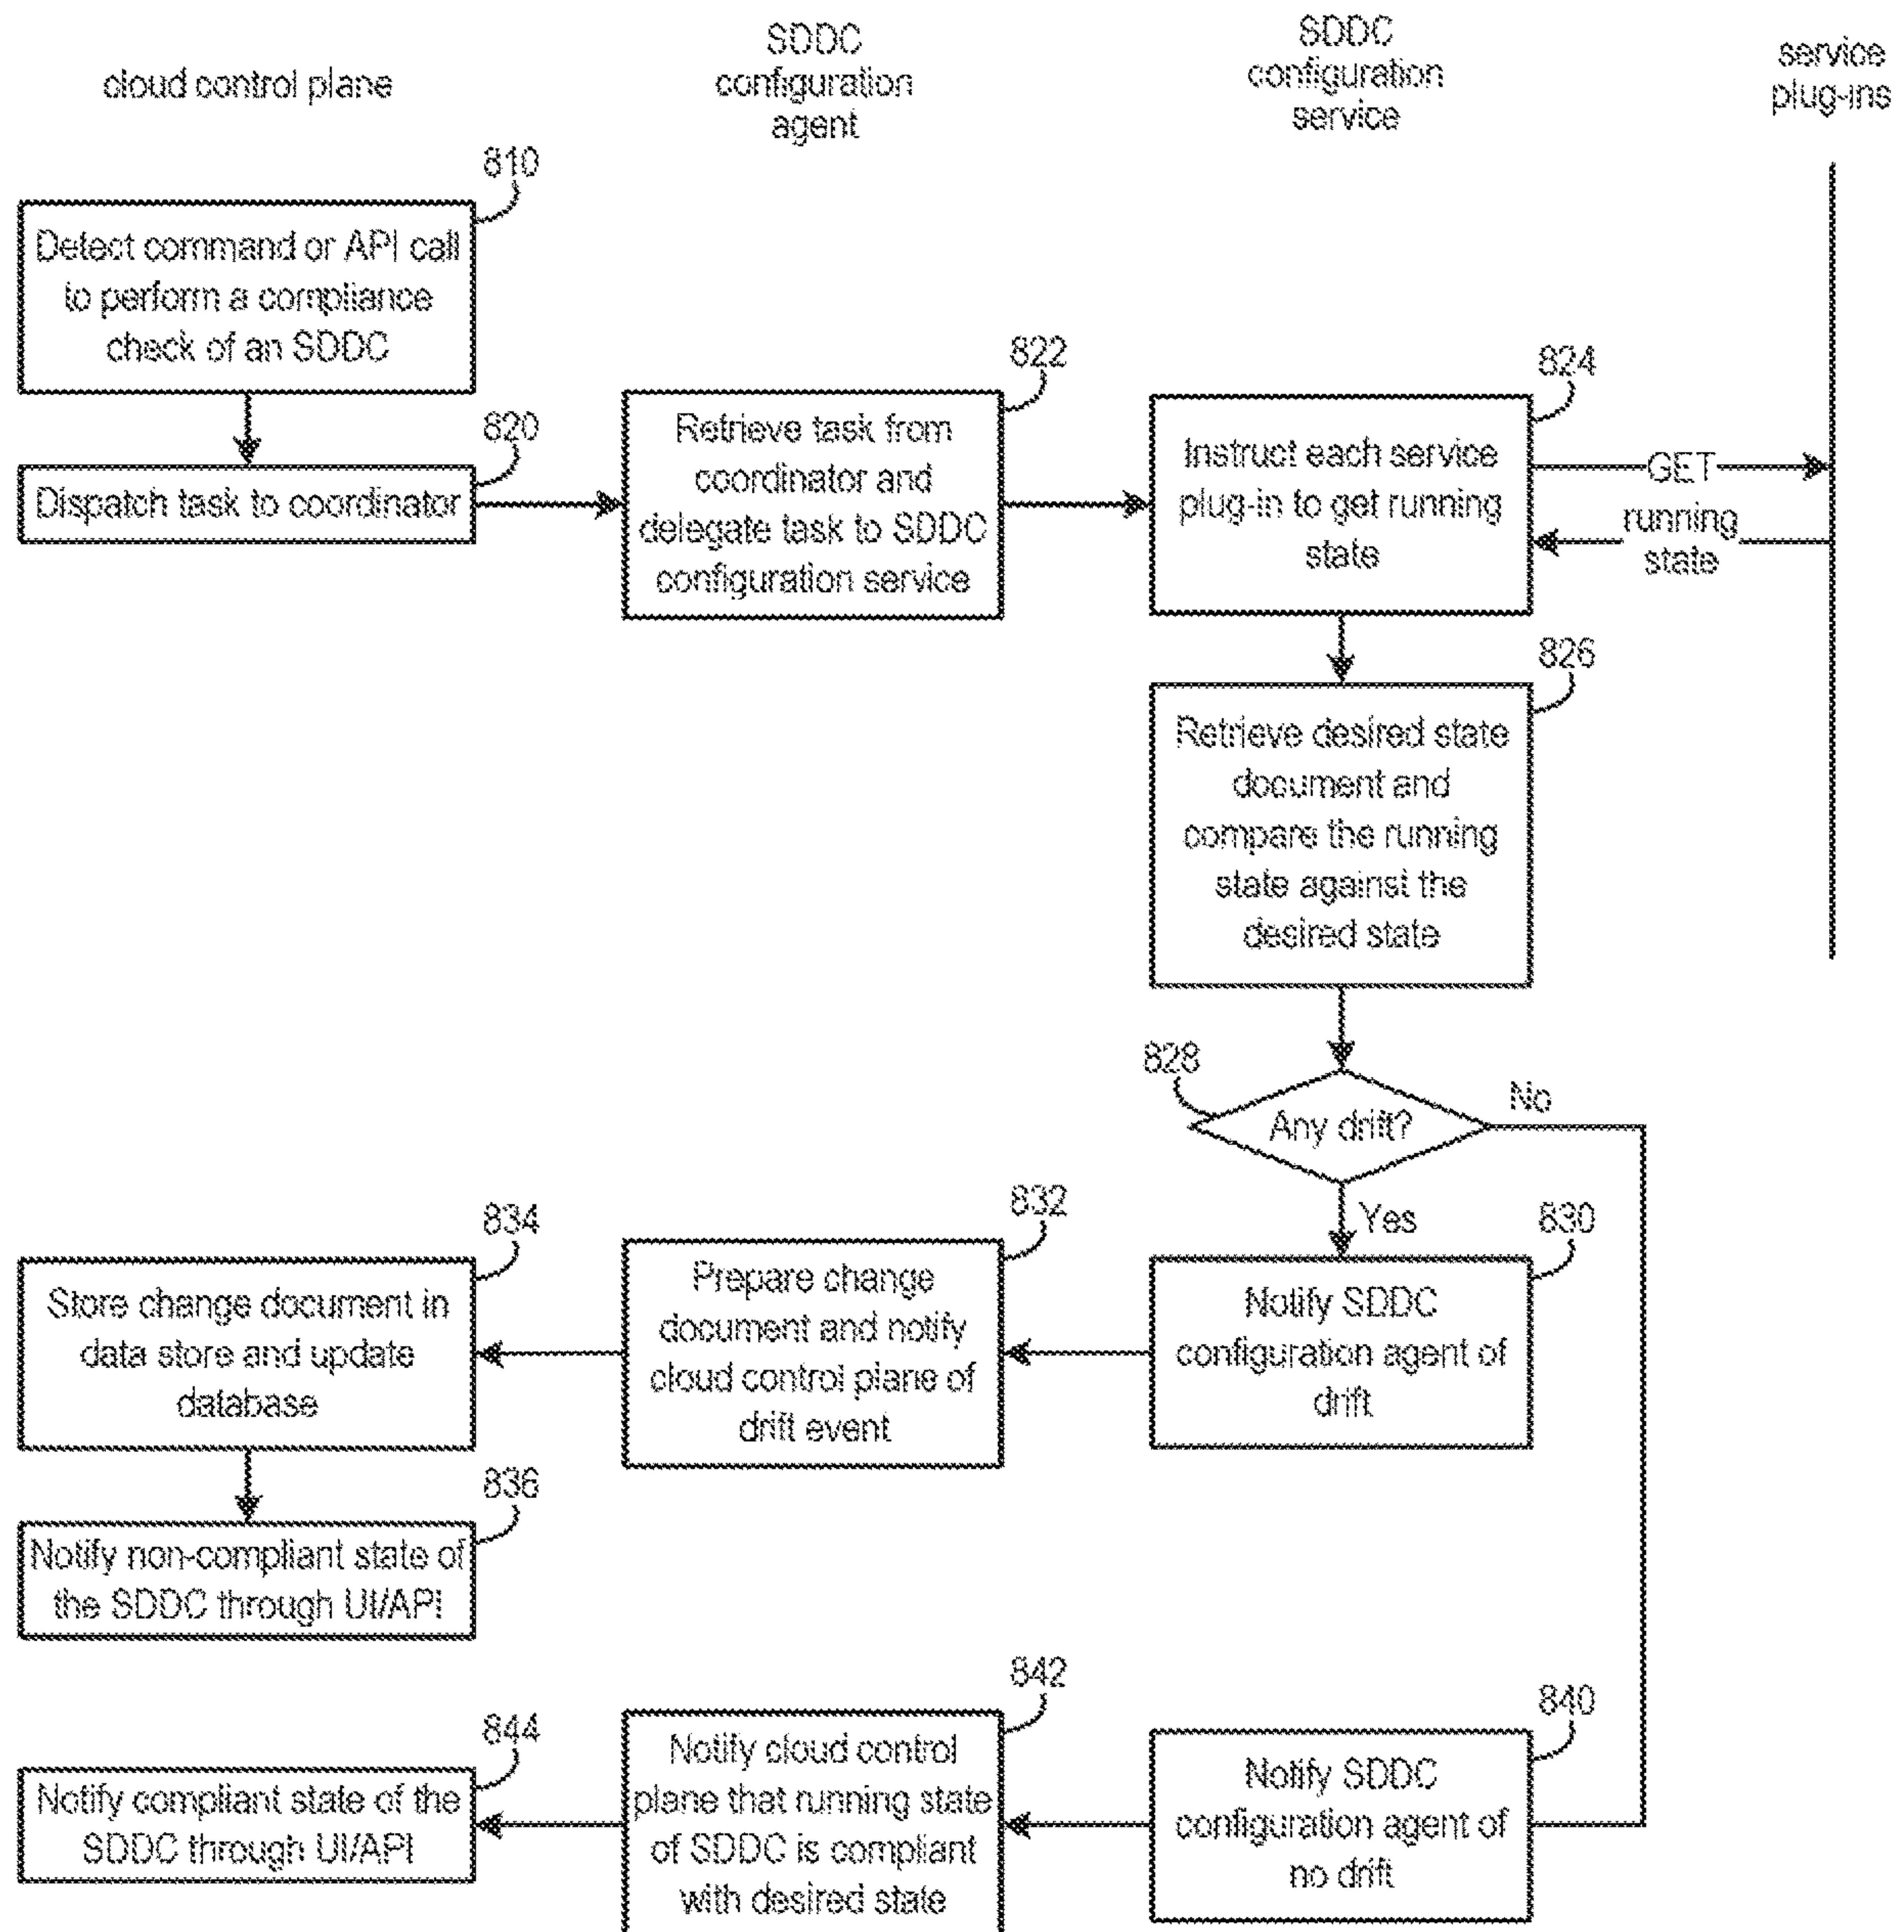 cloud control plane
SDDC
configuration
agent
SDDC
configuration
service
service
plug-ins
810
Detect command or API call
to perform a compliance
check of an SDDC
820
Dispatch task to coordinator
822
Retrieve task from
coordinator and
delegate task to SDDC
configuration service
824
Instruct each service
plug-in to get running
state
GET
running
state
826
Retrieve desired state
document and
compare the running
state against the
desired state
828
Any drift?
No
Yes
830
Notify SDDC
configuration agent of
drift
832
Prepare change
document and notify
cloud control plane of
drift event
834
Store change document in
data store and update
database
836
Notify non-compliant state of
the SDDC through UI/API
840
Notify SDDC
configuration agent of
no drift
842
Notify cloud control
plane that running state
of SDDC is compliant
with desired state
844
Notify compliant state of the
SDDC through UI/API